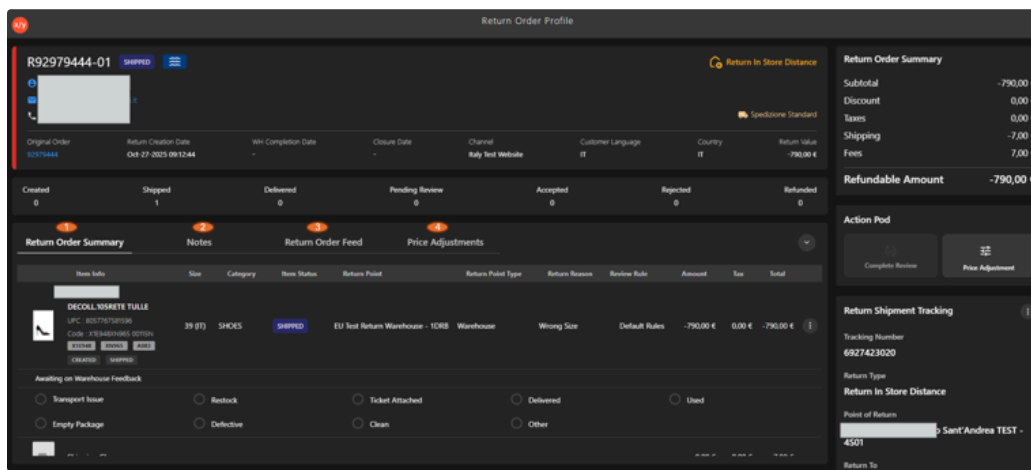 x/y
Return Order Profile
R92979444-01 SHIPPED
Return In Store Distance
Spedizione Standard
Original Order Return Creation Date WH Completion Date Closure Date Channel Customer Language Country Return Value
92979444 Oct-27-2025 09:12:44 - - Italy Test Website IT IT -790,00 €
Created Shipped Delivered Pending Review Accepted Rejected Refunded
0 1 0 0 0 0 0
1 2 3 4
Return Order Summary Notes Return Order Feed Price Adjustments
Item Info Size Category Item Status Return Point Return Point Type Return Reason Review Rule Amount Tax Total
DECOLL.105RETE TULLE
UPC : 8057767581596
39 (IT) SHOES SHIPPED EU Test Return Warehouse - 1DRB Warehouse Wrong Size Default Rules -790,00 € 0,00 € -790,00 €
Code :
CREATED SHIPPED
Awaiting on Warehouse Feedback
Transport Issue Restock Ticket Attached Delivered Used
Empty Package Defective Clean Other
Return Order Summary
Subtotal -790,00
Discount 0,00
Taxes 0,00
Shipping -7,00
Fees 7,00
Refundable Amount -790,00
Action Pod
Complete Review Price Adjustment
Return Shipment Tracking
Tracking Number
6927423020
Return Type
Return In Store Distance
Point of Return
Sant'Andrea TEST -
4501
Return To